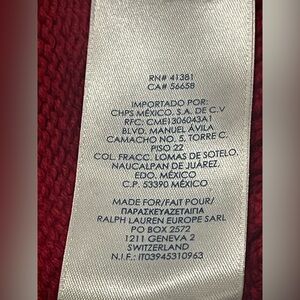 RN# 41381
CA# 56658
IMPORTADO POR:
CHPS MÉXICO, S.A. DE C.V
RFC: CME1306043A1
BLVD. MANUEL ÁVILA
CAMACHO NO. 5, TORRE C.
PISO 22
COL. FRACC. LOMAS DE SOTELO,
NAUCALPAN DE JUÁREZ,
EDO. MÉXICO
C.P. 53390 MÉXICO
MADE FOR/FAIT POUR/
ΠΑΡΑΣΚΕΥΑΖΕΤΑΙΓΙΑ
RALPH LAUREN EUROPE SARL
PO BOX 2572
1211 GENEVA 2
SWITZERLAND
N.I.F.: IT03945310963